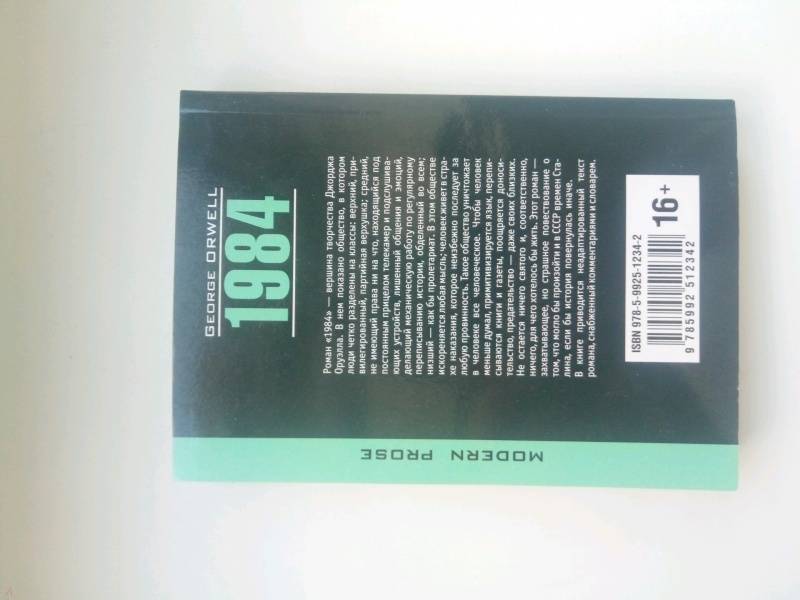 GEORGE ORWELL
1984
Роман «1984» — вершина творчества Джорджа
Оруэлла. В нем показано общество, в котором
люди четко разделены на классы: верхний, при-
вилегированный, партийная верхушка; средний,
не имеющий права ни на что, находящийся под
постоянным прицелом телекамер и подслушива-
ющих устройств, лишенный общения и эмоций,
делающий механическую работу по регулярному
переписыванию истории, обделенный во всем;
низший — как бы пролетариат. В этом обществе
искореняется любая мысль; человек живет в стра-
хе наказания, которое неизбежно последует за
любую провинность. Такое общество уничтожает
в человеке все человеческое. Чтобы человек
меньше думал, примитивизируется язык, перепи-
сываются книги и газеты, поощряется доноси-
тельство, предательство — даже своих близких.
Не остается ничего святого и, соответственно,
ничего, для чего хотелось бы жить. Этот роман —
захватывающее, но страшное повествование о
том, что могло бы произойти и в СССР времен Ста-
лина, если бы история повернулась иначе.
В книге приводится неадаптированный текст
романа, снабженный комментариями и словарем.
ISBN 978-5-9925-1234-2
9 785992 512342
16+
MODERN PROSE